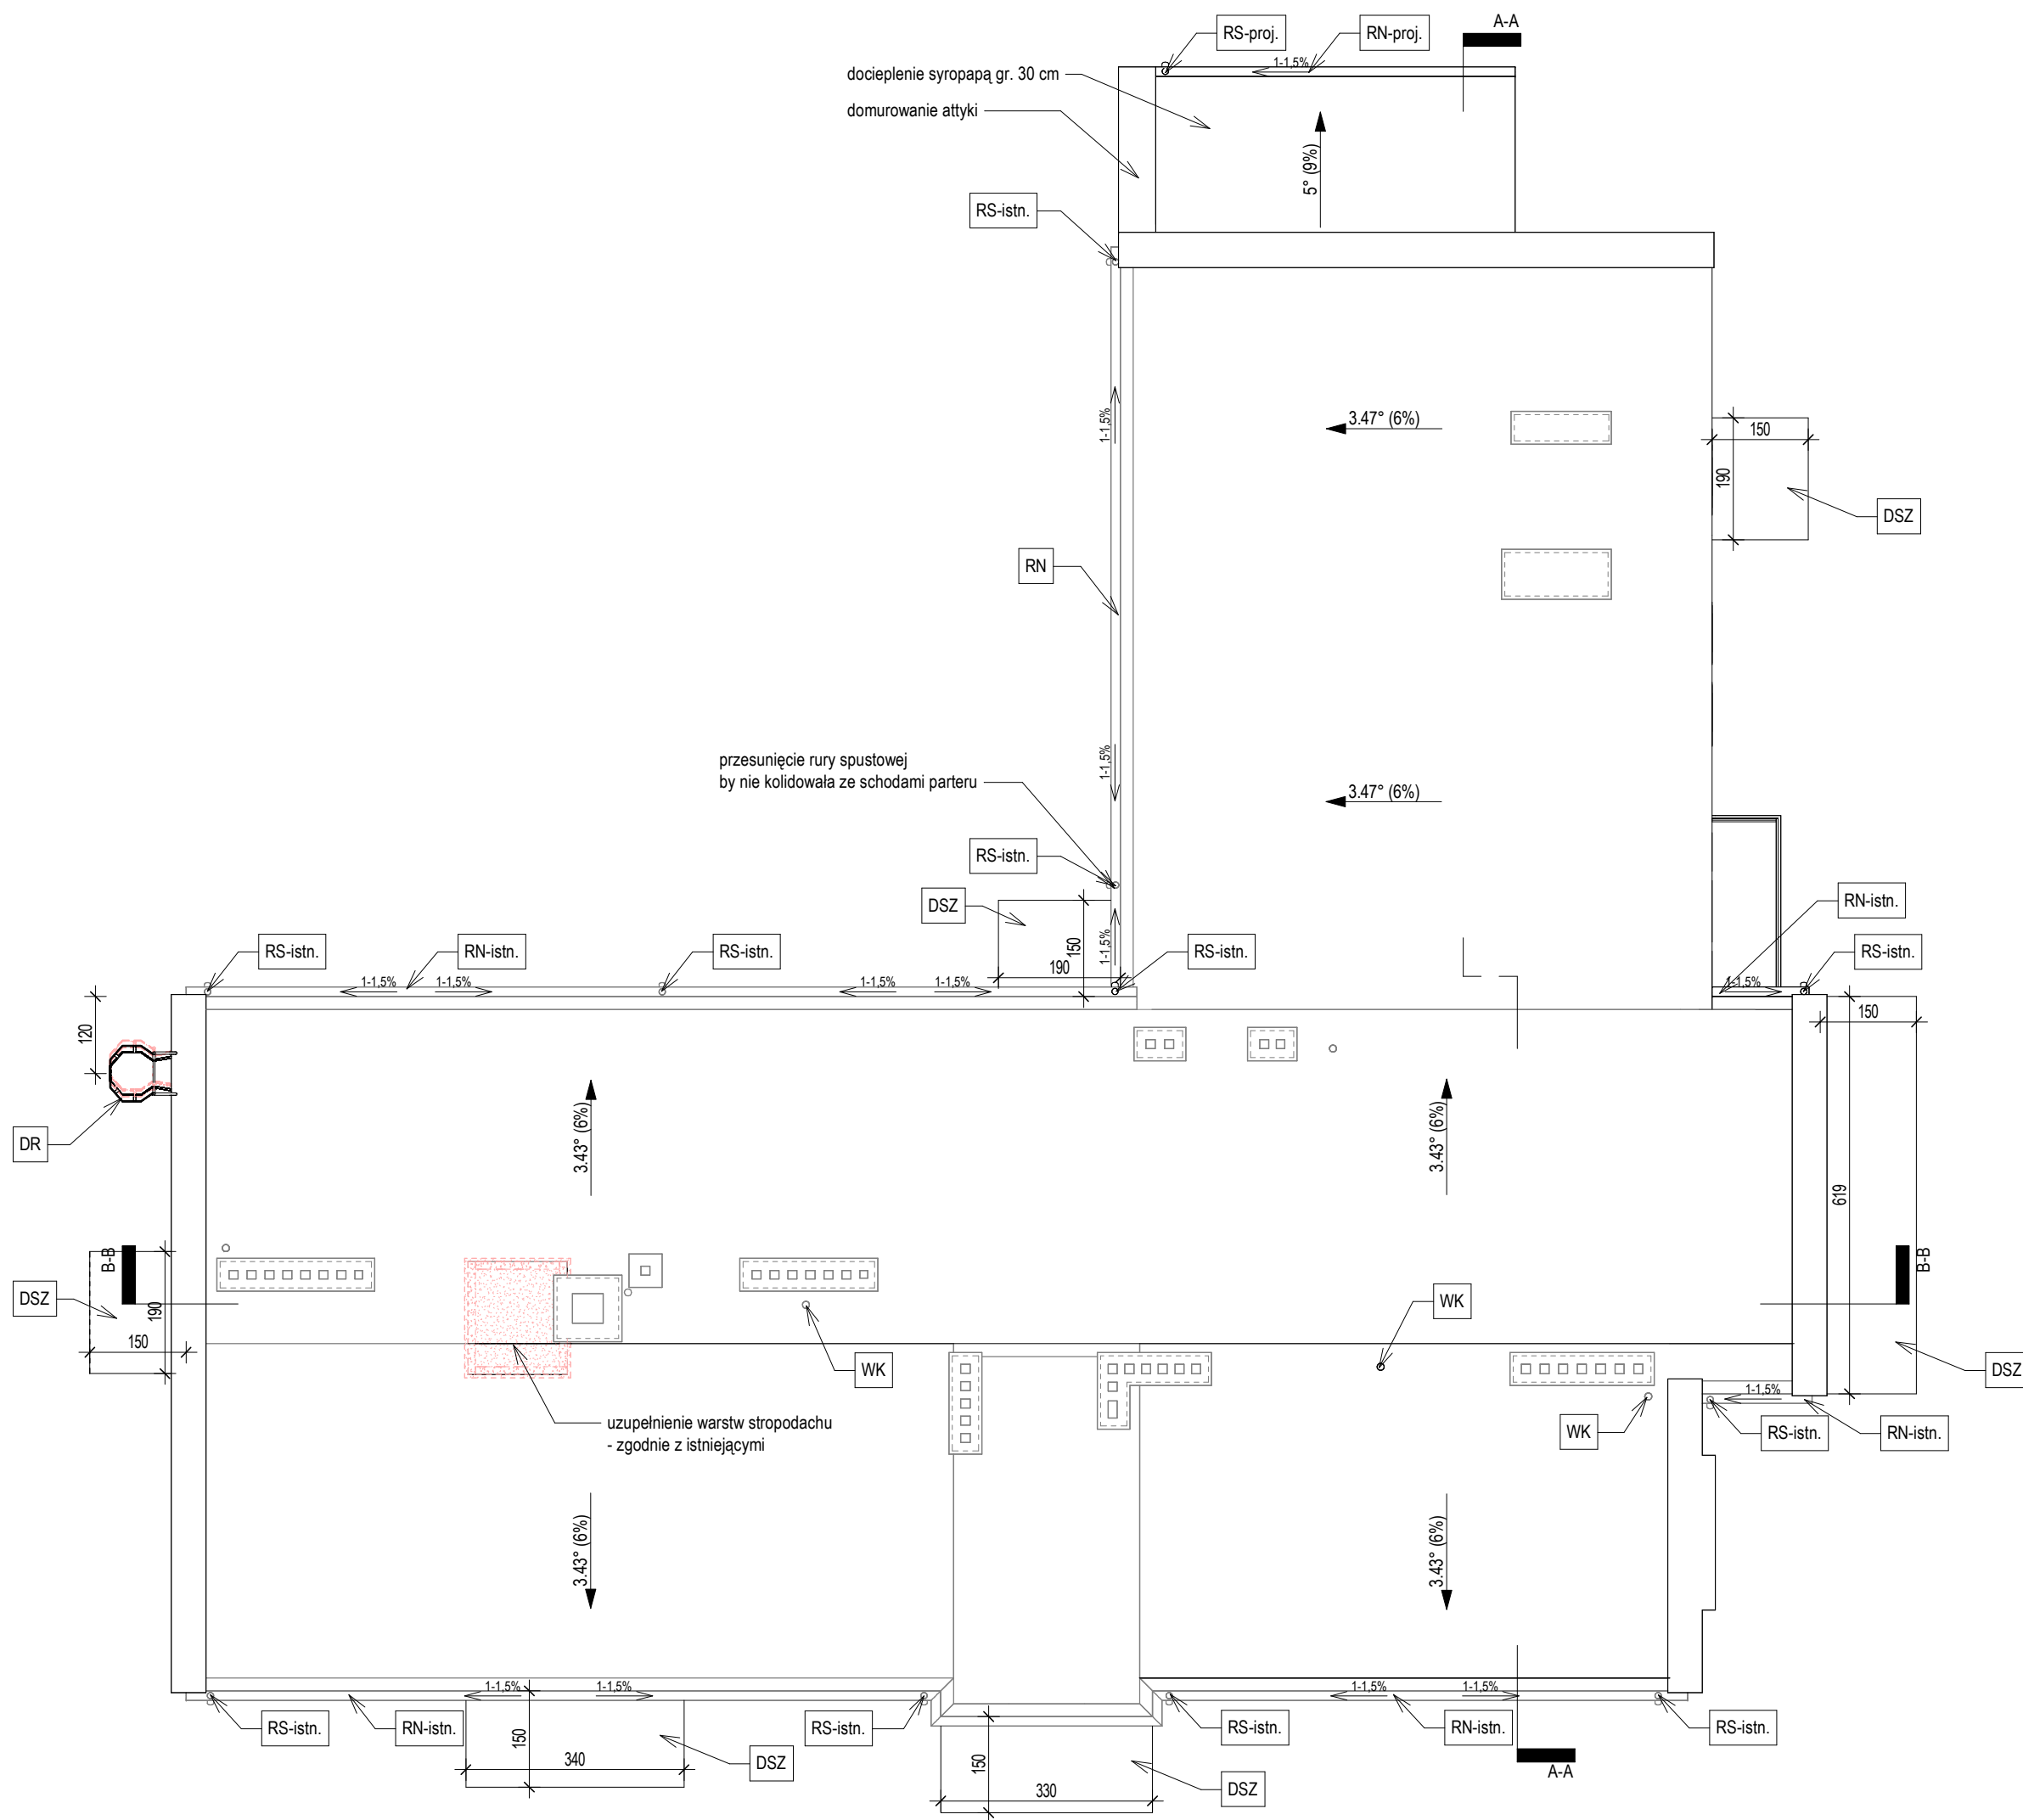 RS-proj.
RN-proj.
A-A
1-1,5%
docieplenie syropapą gr. 30 cm
domurowanie attyki
5° (9%)
RS-istn.
1-1,5%
3.47° (6%)
150
190
DSZ
RN
przesunięcie rury spustowej
by nie kolidowała ze schodami parteru
1-1,5%
3.47° (6%)
RS-istn.
DSZ
150
190
1-1,5%
RN-istn.
RS-istn.
RN-istn.
RS-istn.
RS-istn.
RS-istn.
1-1,5%
1-1,5%
1-1,5%
1-1,5%
1-1,5%
120
150
DR
3.43° (6%)
3.43° (6%)
619
B-B
B-B
DSZ
190
150
WK
WK
DSZ
1-1,5%
WK
RS-istn.
RN-istn.
uzupełnienie warstw stropodachu
- zgodnie z istniejącymi
3.43° (6%)
3.43° (6%)
1-1,5%
1-1,5%
1-1,5%
1-1,5%
RS-istn.
RN-istn.
RS-istn.
RS-istn.
RN-istn.
RS-istn.
150
340
DSZ
150
330
DSZ
A-A